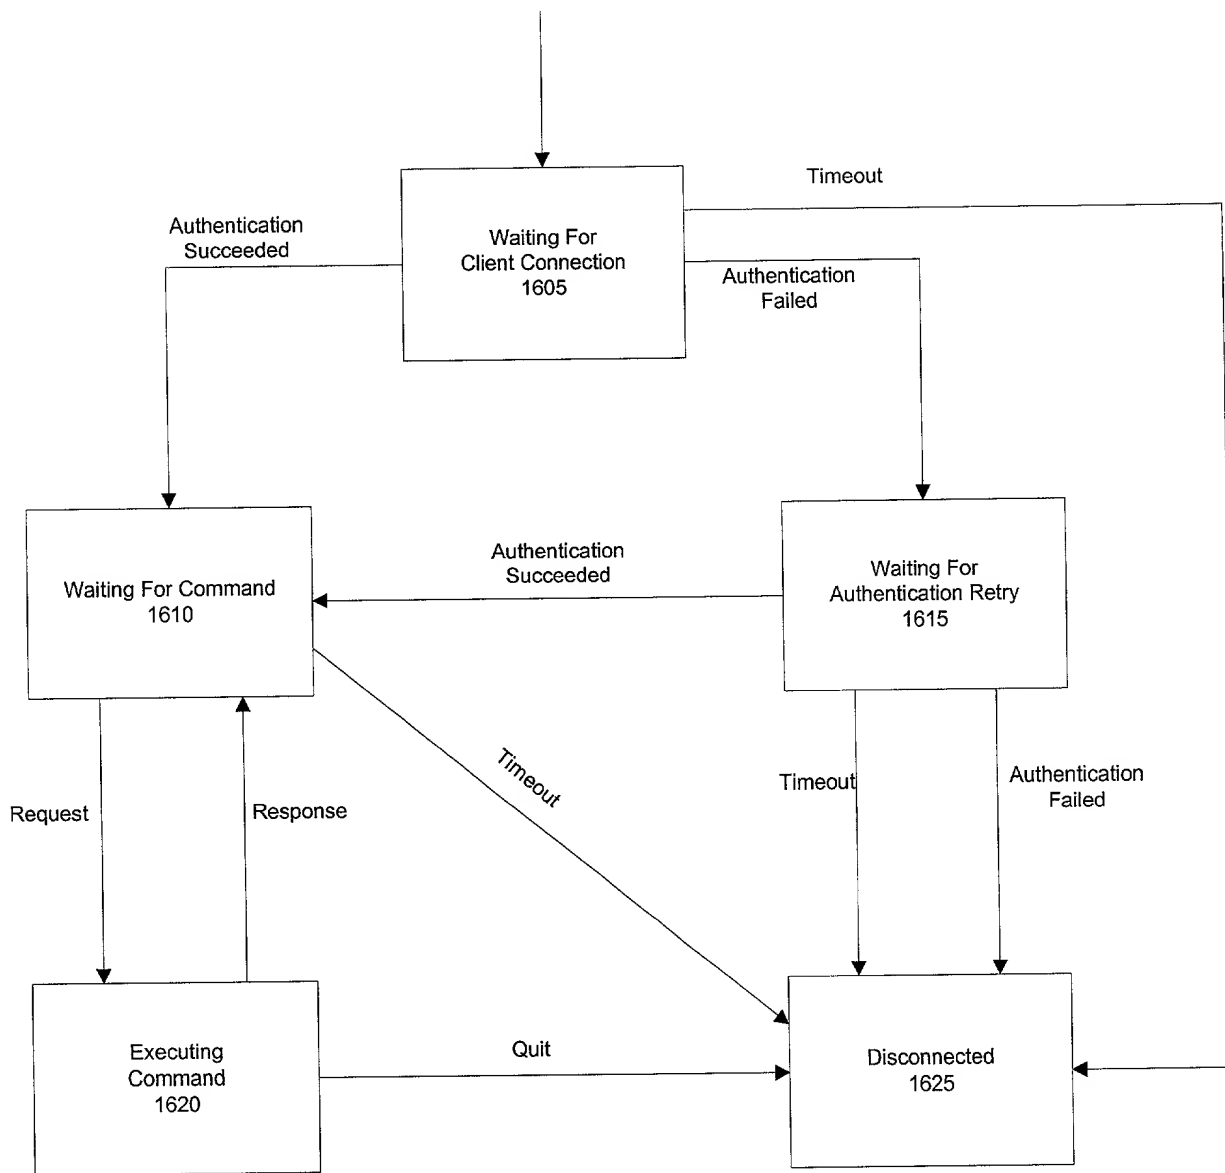 Timeout
Authentication
Succeeded
Waiting For
Client Connection
1605
Authentication
Failed
Waiting For Command
1610
Authentication
Succeeded
Waiting For
Authentication Retry
1615
Request
Response
Timeout
Timeout
Authentication
Failed
Executing
Command
1620
Quit
Disconnected
1625